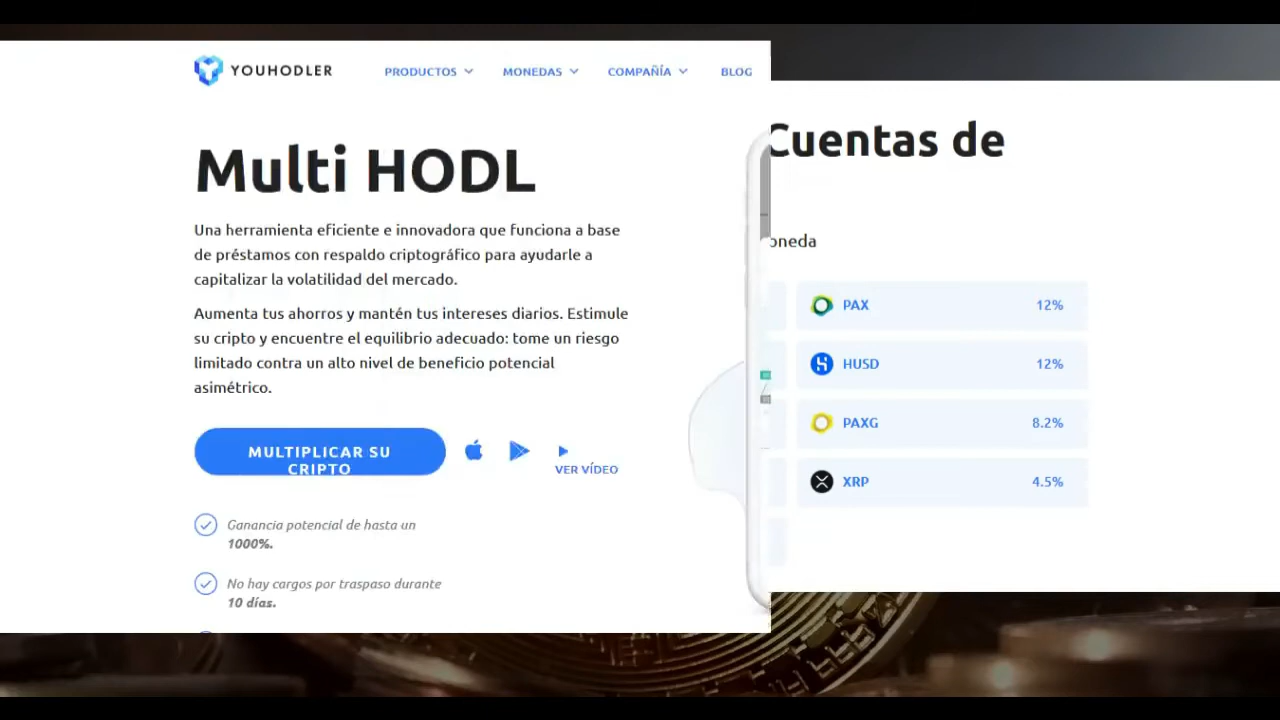 YOUHODLER
PRODUCTOS
MONEDAS
COMPAÑÍA
BLOG
Multi HODL
Una herramienta eficiente e innovadora que funciona a base
de préstamos con respaldo criptográfico para ayudarle a
capitalizar la volatilidad del mercado.
Aumenta tus ahorros y mantén tus intereses diarios. Estimule
su cripto y encuentre el equilibrio adecuado: tome un riesgo
limitado contra un alto nivel de beneficio potencial
asimétrico.
MULTIPLICAR SU
CRIPTO
VER VÍDEO
Ganancia potencial de hasta un
1000%.
No hay cargos por traspaso durante
10 días.
Cuentas de
oneda
PAX 12%
HUSD 12%
PAXG 8.2%
XRP 4.5%